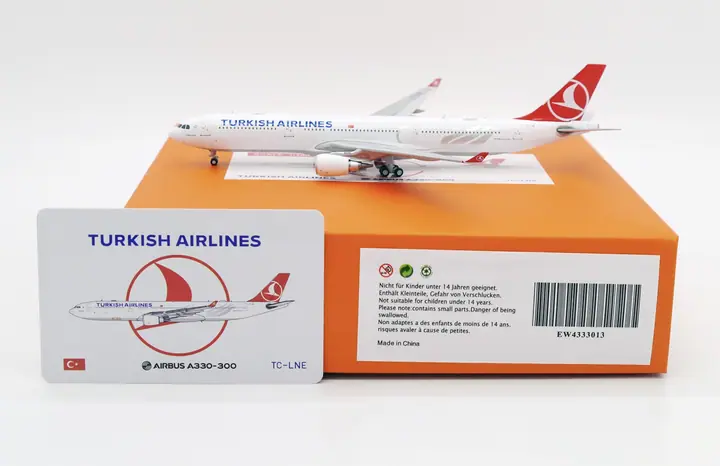 TURKISH AIRLINES
TURKISH AIRLINES
TURKISH AIRLINES
AIRBUS A330-300
TC-LNE
Nicht für Kinder unter 14 Jahren geeignet.
Enthält Kleinteile, Gefahr von Verschlucken.
Not suitable for children under 14 years.
Please note:contains small parts.Danger of being
swallowed.
Non adaptes a des enfants de moins de 14 ans.
risques avaler à cause de petites.
Made in China
EW4333013